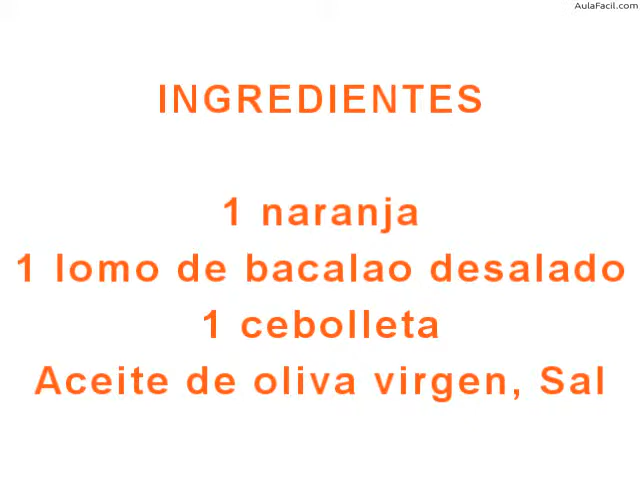 AulaFacil.com
INGREDIENTES
1 naranja
1 lomo de bacalao desalado
1 cebolleta
Aceite de oliva virgen, Sal